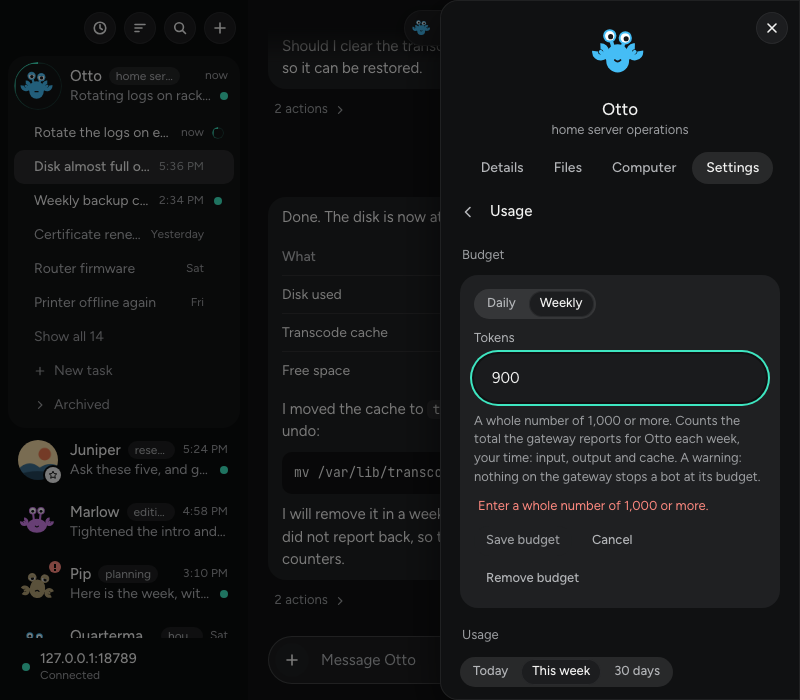 Otto
home ser...
now
Rotating logs on rack...
Rotate the logs on e...
now
Disk almost full o...
5:36 PM
Weekly backup c...
2:34 PM
Certificate rene...
Yesterday
Router firmware
Sat
Printer offline again
Fri
Show all 14
+ New task
Archived
Juniper
rese...
5:24 PM
Ask these five, and g...
Marlow
editi...
4:58 PM
Tightened the intro and...
Pip
planning
3:10 PM
Here is the week, wit...
Quarterma
hou...
Sat
127.0.0.1:18789
Connected
Should I clear the transc
so it can be restored.
2 actions
Done. The disk is now at
What
Disk used
Transcode cache
Free space
I moved the cache to
undo:
mv /var/lib/transco
I will remove it in a week
did not report back, so t
counters.
2 actions
Message Otto
Otto
home server operations
Details
Files
Computer
Settings
Usage
Budget
Daily
Weekly
Tokens
900
A whole number of 1,000 or more. Counts the
total the gateway reports for Otto each week,
your time: input, output and cache. A warning:
nothing on the gateway stops a bot at its budget.
Enter a whole number of 1,000 or more.
Save budget
Cancel
Remove budget
Usage
Today
This week
30 days